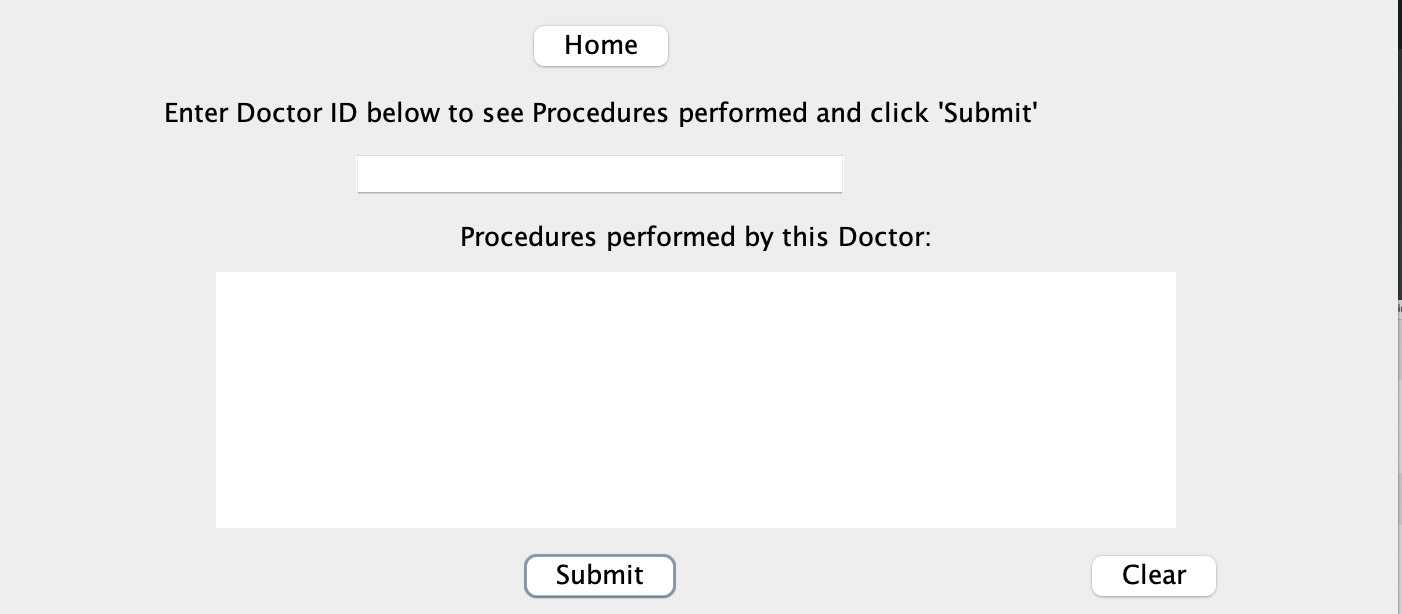 Home
Enter Doctor ID below to see Procedures performed and click 'Submit'
Procedures performed by this Doctor:
Submit
Clear